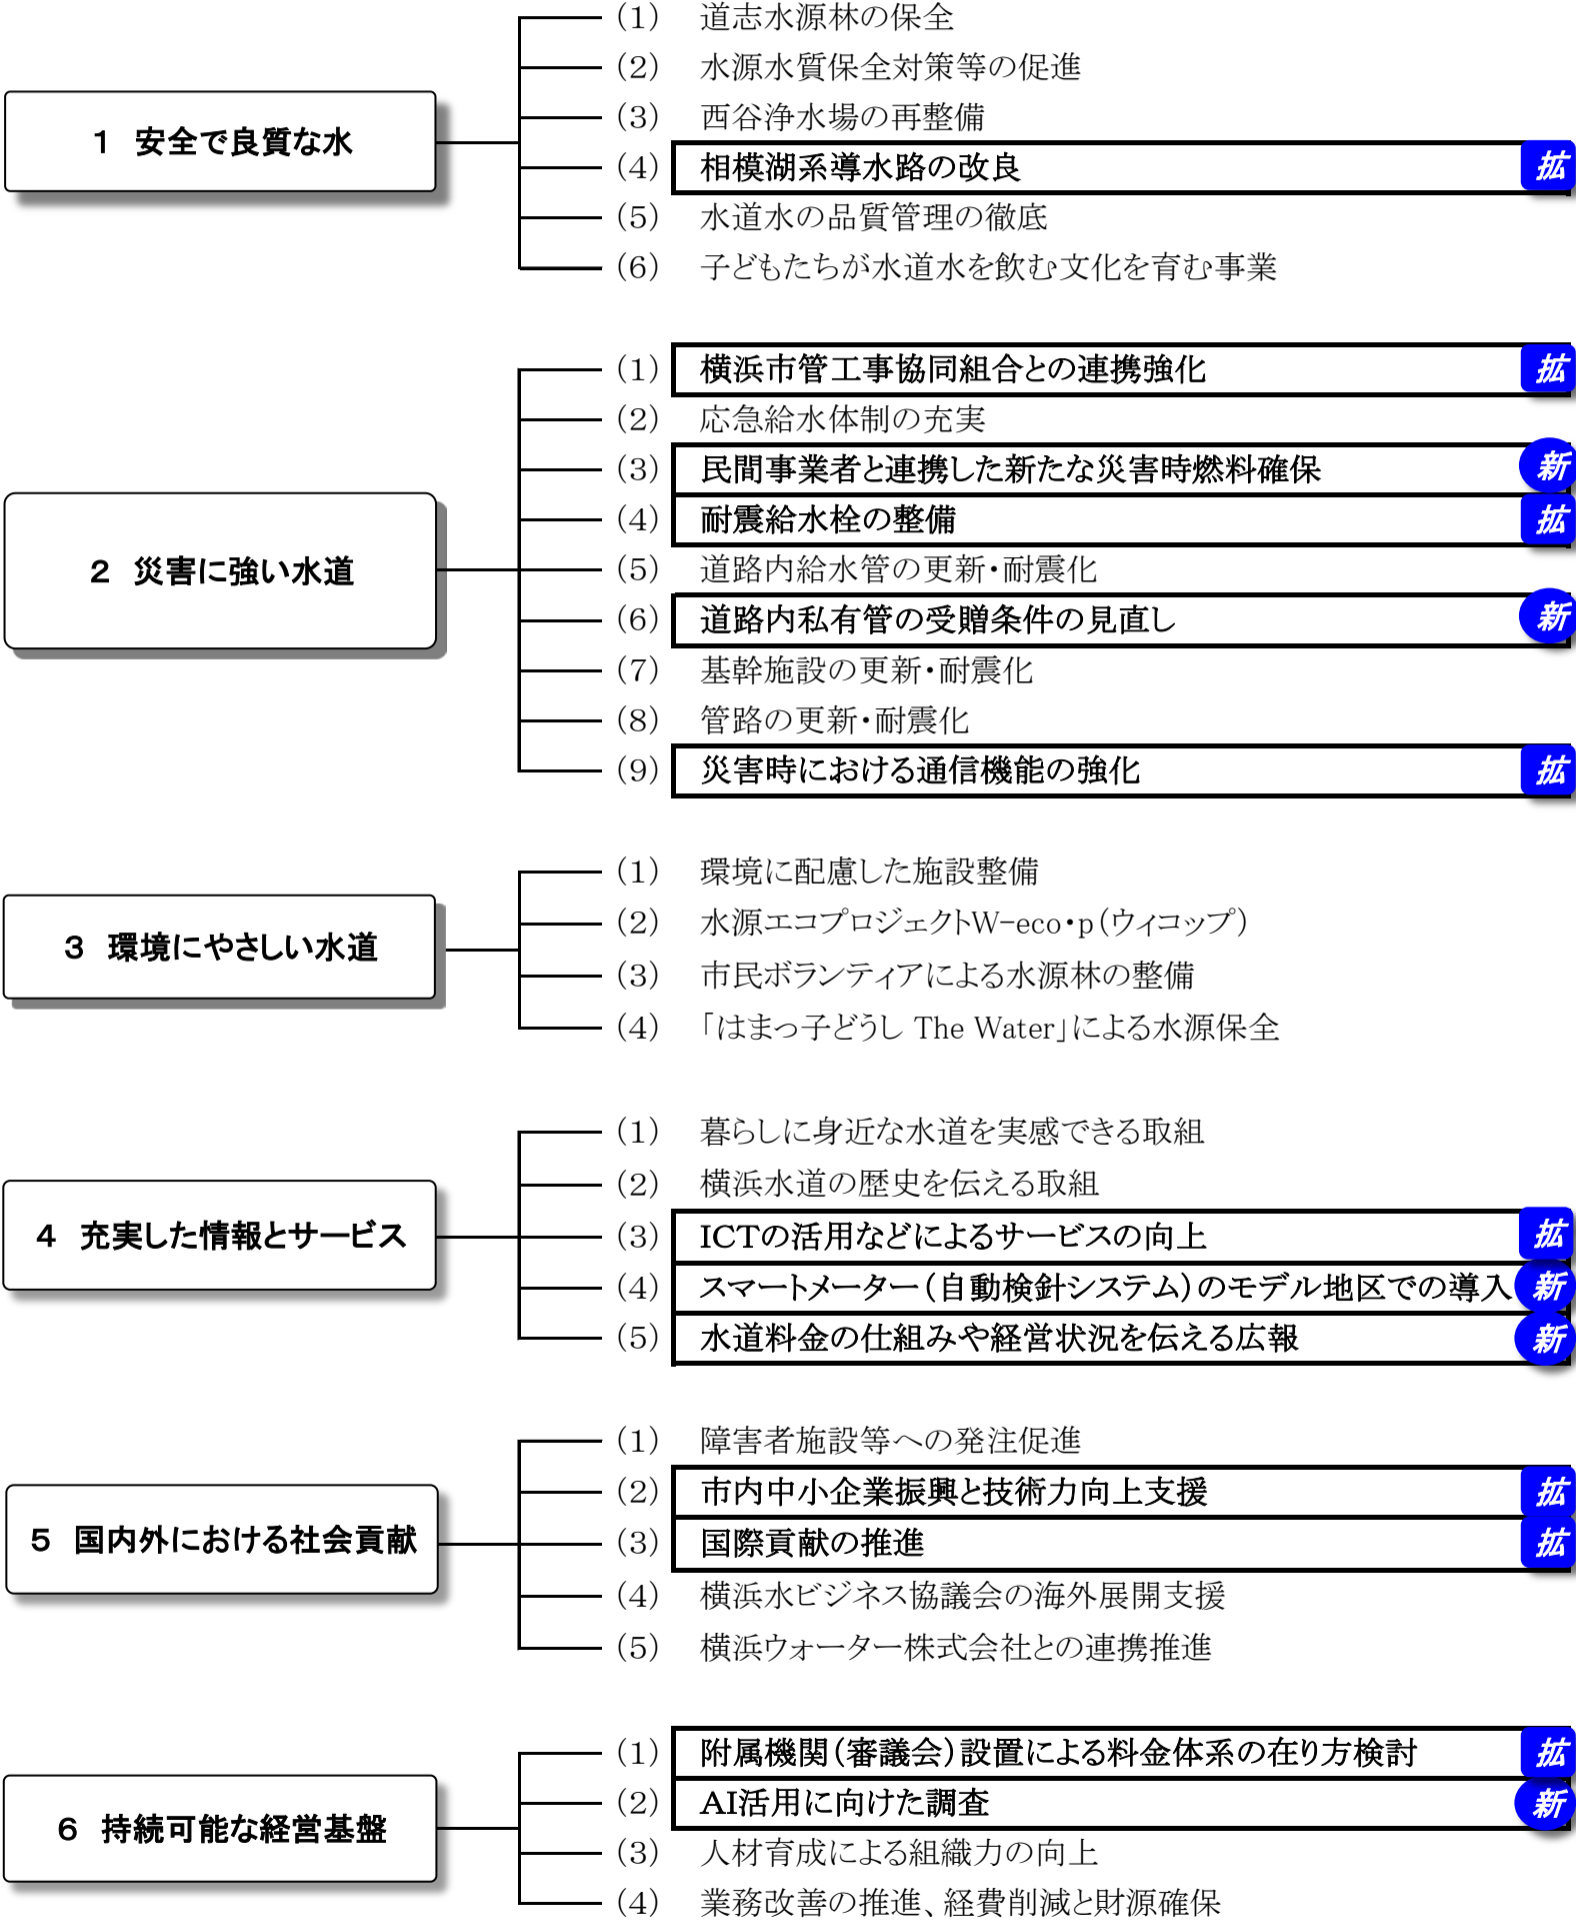 1 安全で良質な水
(1) 道志水源林の保全
(2) 水源水質保全対策等の促進
(3) 西谷浄水場の再整備
(4) 相模湖系導水路の改良 拡
(5) 水道水の品質管理の徹底
(6) 子どもたちが水道水を飲む文化を育む事業
2 災害に強い水道
(1) 横浜市管工事協同組合との連携強化 拡
(2) 応急給水体制の充実
(3) 民間事業者と連携した新たな災害時燃料確保 新
(4) 耐震給水栓の整備 拡
(5) 道路内給水管の更新・耐震化
(6) 道路内私有管の受贈条件の見直し 新
(7) 基幹施設の更新・耐震化
(8) 管路の更新・耐震化
(9) 災害時における通信機能の強化 拡
3 環境にやさしい水道
(1) 環境に配慮した施設整備
(2) 水源エコプロジェクトW-eco・p(ウィコップ)
(3) 市民ボランティアによる水源林の整備
(4) 「はまっ子どうし The Water」による水源保全
4 充実した情報とサービス
(1) 暮らしに身近な水道を実感できる取組
(2) 横浜水道の歴史を伝える取組
(3) ICTの活用などによるサービスの向上 拡
(4) スマートメーター(自動検針システム)のモデル地区での導入 新
(5) 水道料金の仕組みや経営状況を伝える広報 新
5 国内外における社会貢献
(1) 障害者施設等への発注促進
(2) 市内中小企業振興と技術力向上支援 拡
(3) 国際貢献の推進 拡
(4) 横浜水ビジネス協議会の海外展開支援
(5) 横浜ウォーター株式会社との連携推進
6 持続可能な経営基盤
(1) 附属機関(審議会)設置による料金体系の在り方検討 拡
(2) AI活用に向けた調査 新
(3) 人材育成による組織力の向上
(4) 業務改善の推進、経費削減と財源確保